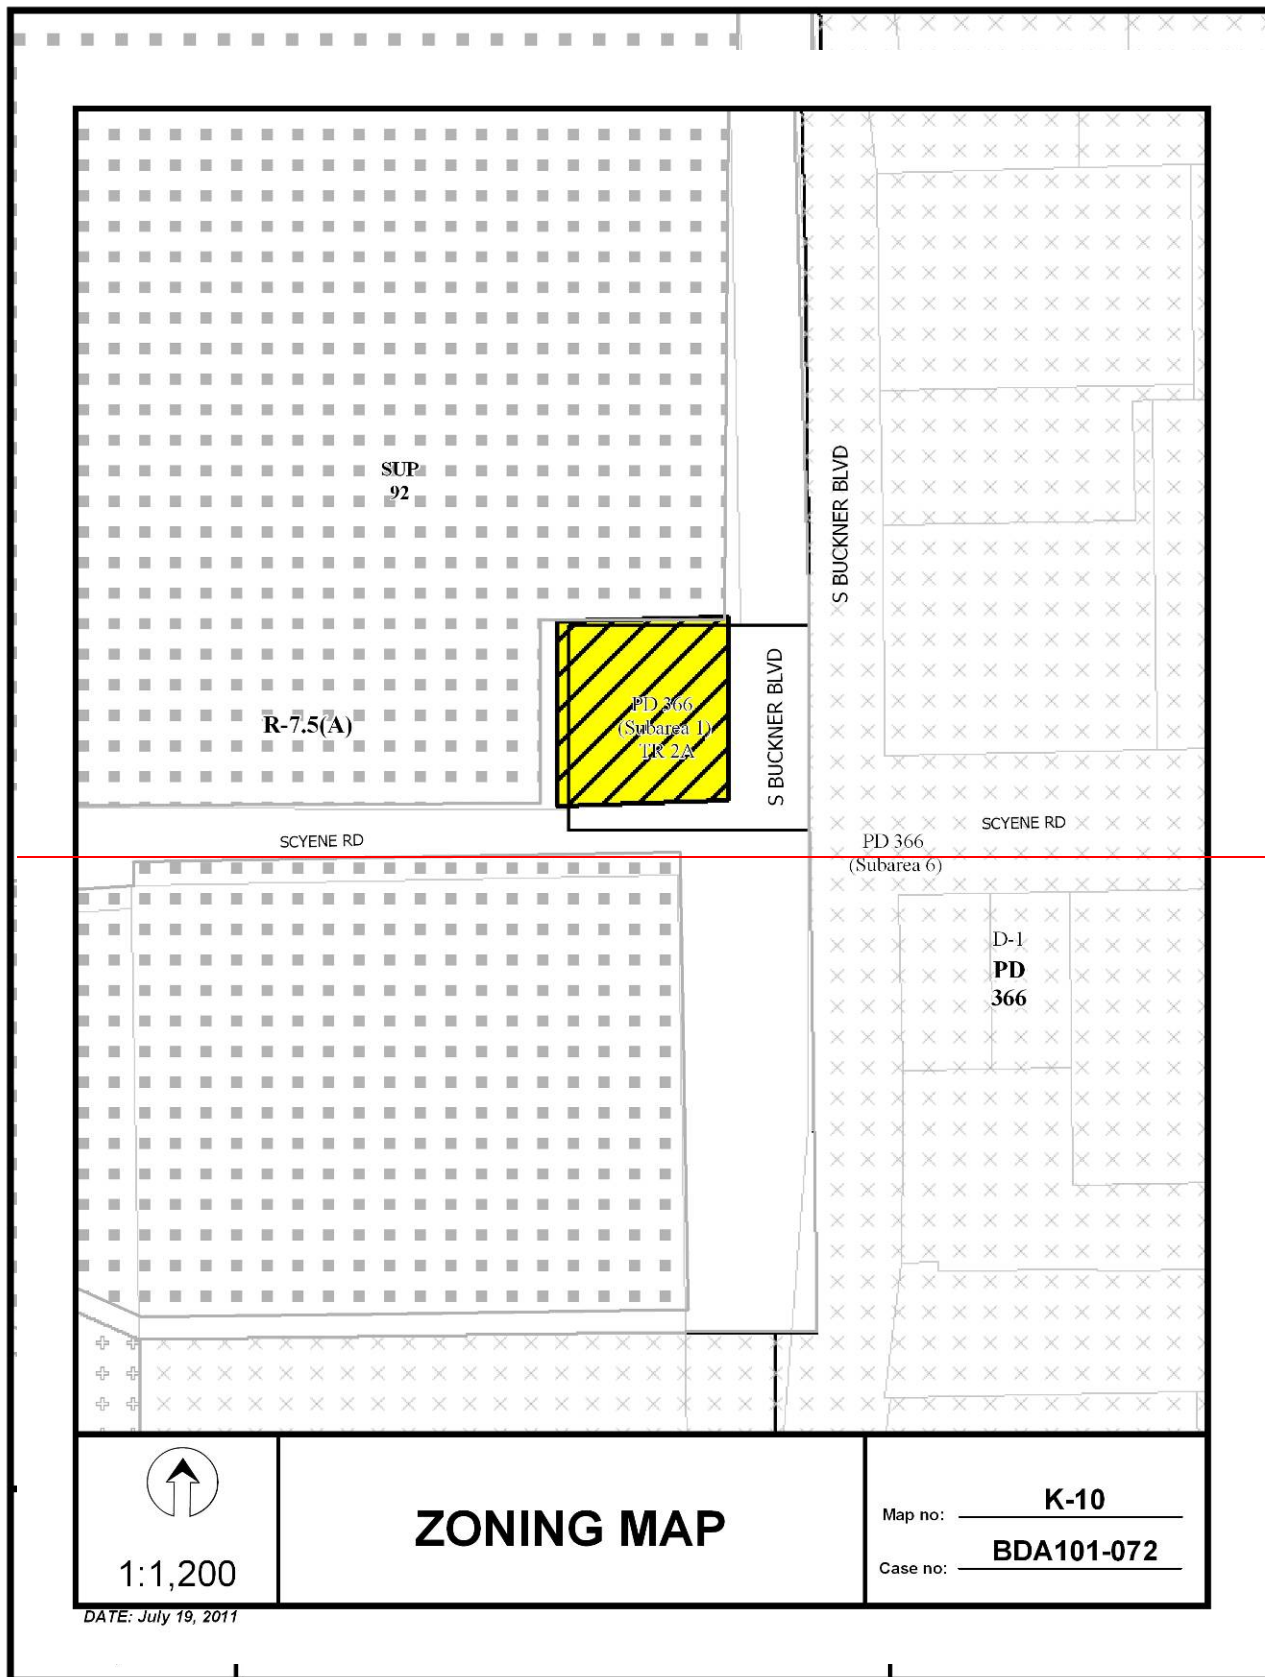 SUP
92
S BUCKNER BLVD
PD 366
(Subarea 1)
TR 2A
S BUCKNER BLVD
R-7.5(A)
SCYENE RD
SCYENE RD
PD 366
(Subarea 6)
D-1
PD
366
1:1,200
ZONING MAP
Map no: K-10
Case no: BDA101-072
DATE: July 19, 2011